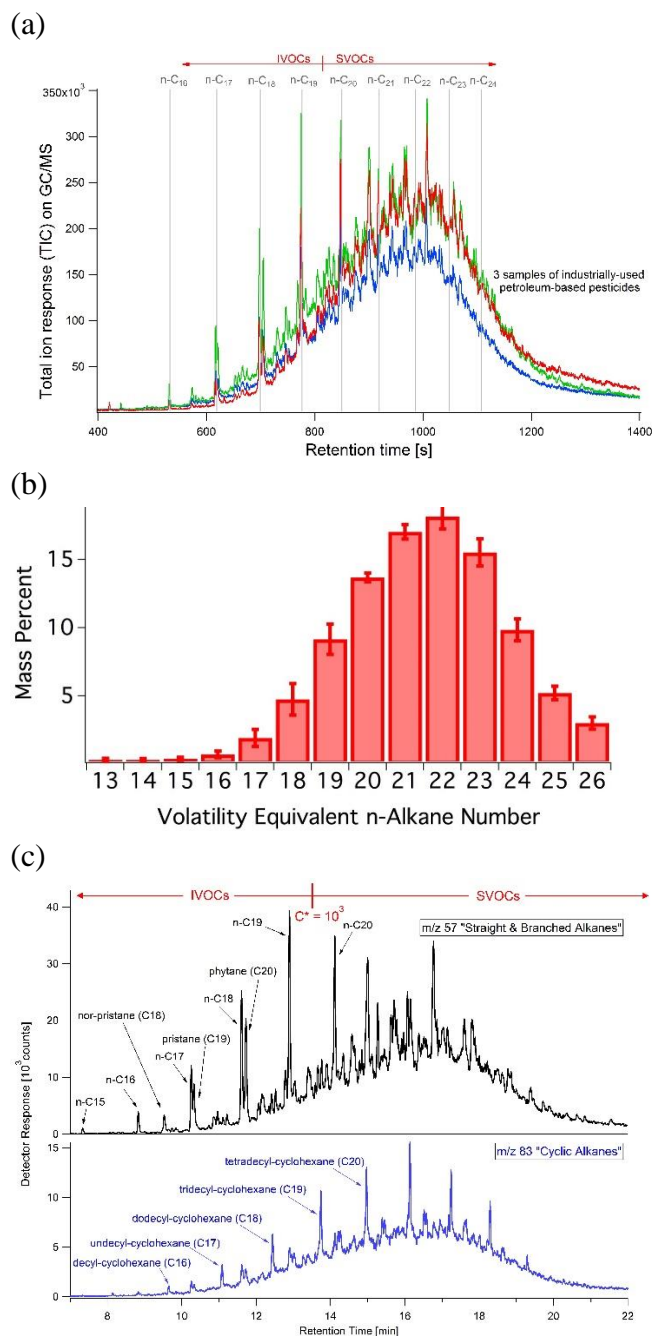 (a)
IVOCs SVOCs
n-C16 n-C17 n-C18 n-C19 n-C20 n-C21 n-C22 n-C23 n-C24
350x10³
300
250
200
150
100
50
Total ion response (TIC) on GC/MS
3 samples of industrially-used
petroleum-based pesticides
400 600 800 1000 1200 1400
Retention time [s]
(b)
15
10
5
Mass Percent
13 14 15 16 17 18 19 20 21 22 23 24 25 26
Volatility Equivalent n-Alkane Number
(c)
IVOCs SVOCs
C* = 10³
40
30
20
10
0
m/z 57 "Straight & Branched Alkanes"
n-C19
n-C20
phytane (C20)
n-C18
nor-pristane (C18)
pristane (C19)
n-C17
n-C16
n-C15
Detector Response [10³ counts]
15
10
5
0
m/z 83 "Cyclic Alkanes"
tetradecyl-cyclohexane (C20)
tridecyl-cyclohexane (C19)
dodecyl-cyclohexane (C18)
undecyl-cyclohexane (C17)
decyl-cyclohexane (C16)
8 10 12 14 16 18 20 22
Retention Time [min]